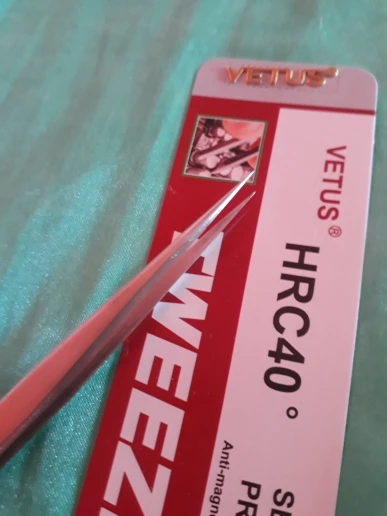 VETUS
VETUS®
HRC40°
TWEEZ
Anti-magn
SE
PR